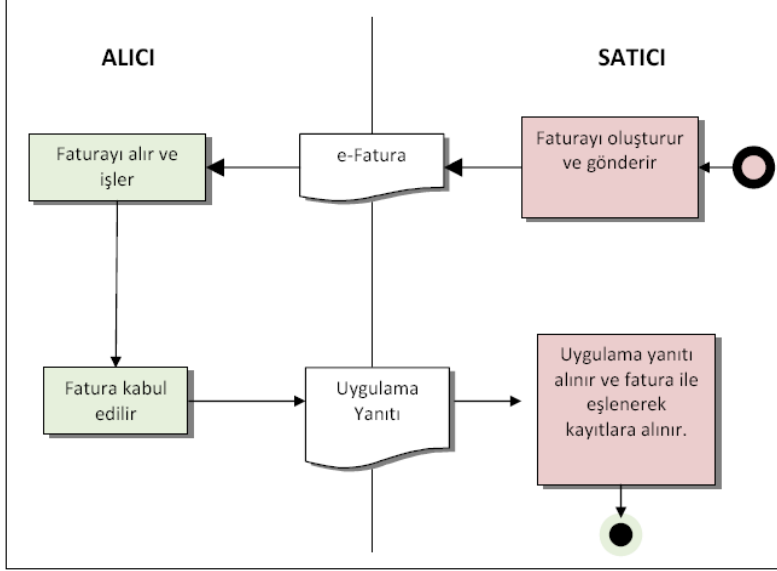 ALICI
SATICI
Faturayı alır ve
işler
e-Fatura
Faturayı oluşturur
ve gönderir
Fatura kabul
edilir
Uygulama
Yanıtı
Uygulama yanıtı
alınır ve fatura ile
eşlenerek
kayıtlara alınır.